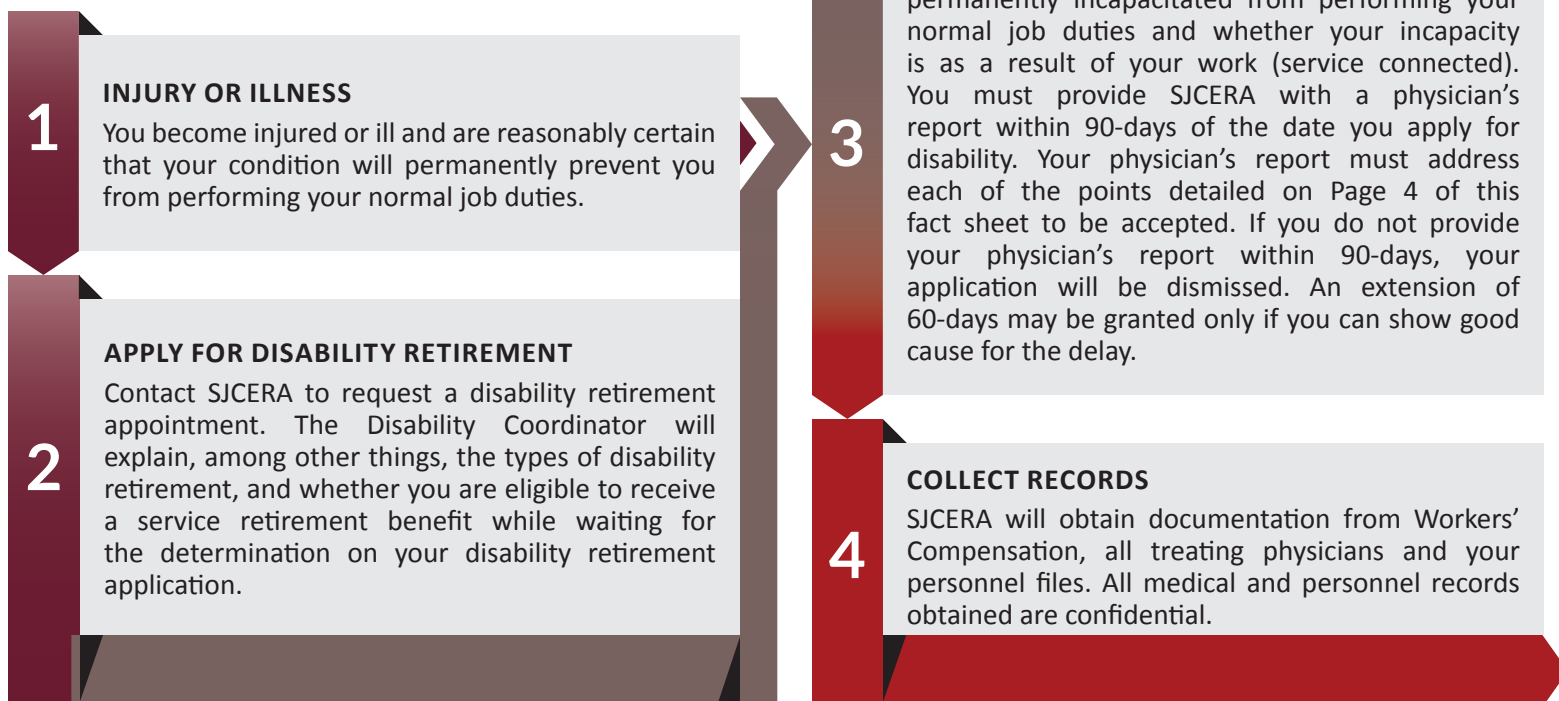 1
INJURY OR ILLNESS
You become injured or ill and are reasonably certain
that your condition will permanently prevent you
from performing your normal job duties.
2
APPLY FOR DISABILITY RETIREMENT
Contact SJCERA to request a disability retirement
appointment. The Disability Coordinator will
explain, among other things, the types of disability
retirement, and whether you are eligible to receive
a service retirement benefit while waiting for
the determination on your disability retirement
application.
3
permanently incapacitated from performing your
normal job duties and whether your incapacity
is as a result of your work (service connected).
You must provide SJCERA with a physician’s
report within 90-days of the date you apply for
disability. Your physician’s report must address
each of the points detailed on Page 4 of this
fact sheet to be accepted. If you do not provide
your physician’s report within 90-days, your
application will be dismissed. An extension of
60-days may be granted only if you can show good
cause for the delay.
4
COLLECT RECORDS
SJCERA will obtain documentation from Workers’
Compensation, all treating physicians and your
personnel files. All medical and personnel records
obtained are confidential.